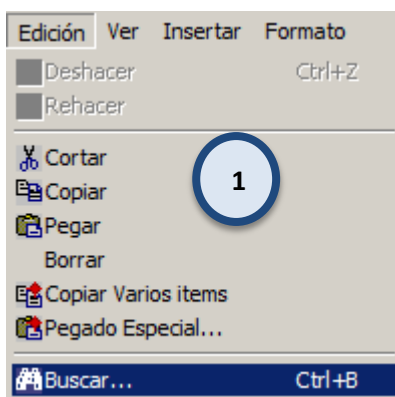 Edición Ver Insertar Formato
Deshacer Ctrl+Z
Rehacer
Cortar
1
Copiar
Pegar
Borrar
Copiar Varios items
Pegado Especial...
Buscar... Ctrl+B